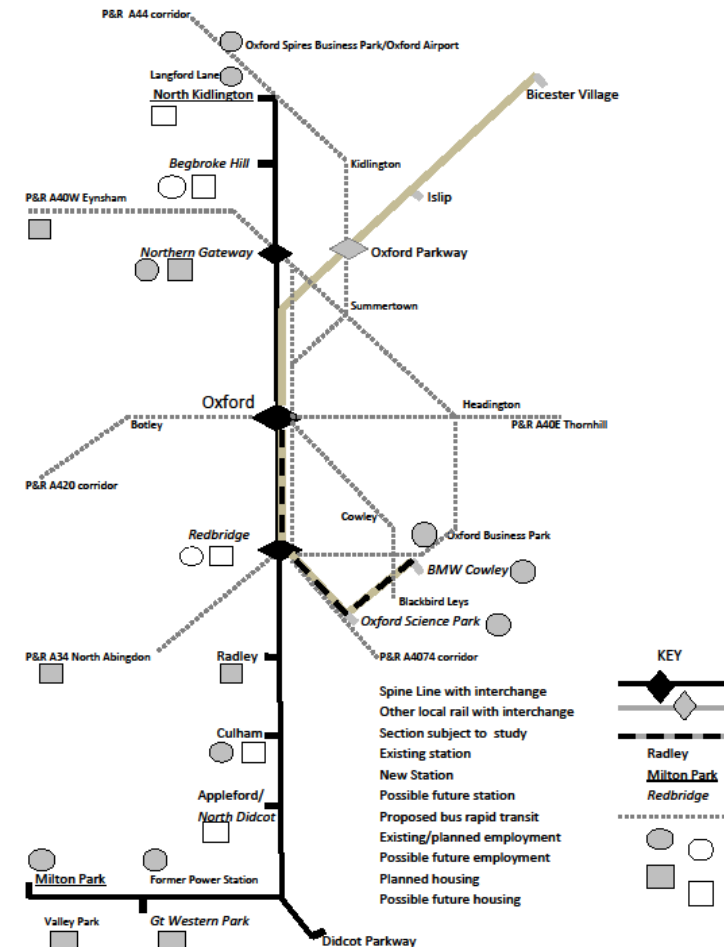 P&R A44 corridor
Oxford Spires Business Park/Oxford Airport
Langford Lane
North Kidlington
Bicester Village
Begbroke Hill
Kidlington
P&R A40W Eynsham
Islip
Northern Gateway
Oxford Parkway
Summertown
Oxford
Headington
Botley
P&R A40E Thornhill
P&R A420 corridor
Cowley
Redbridge
Oxford Business Park
BMW Cowley
Blackbird Leys
Oxford Science Park
P&R A34 North Abingdon
Radley
P&R A4074 corridor
Culham
Appleford/
North Didcot
Milton Park
Former Power Station
Valley Park
Gt Western Park
Didcot Parkway
KEY
Spine Line with interchange
Other local rail with interchange
Section subject to study
Existing station
Radley
New Station
Milton Park
Possible future station
Redbridge
Proposed bus rapid transit
Existing/planned employment
Possible future employment
Planned housing
Possible future housing